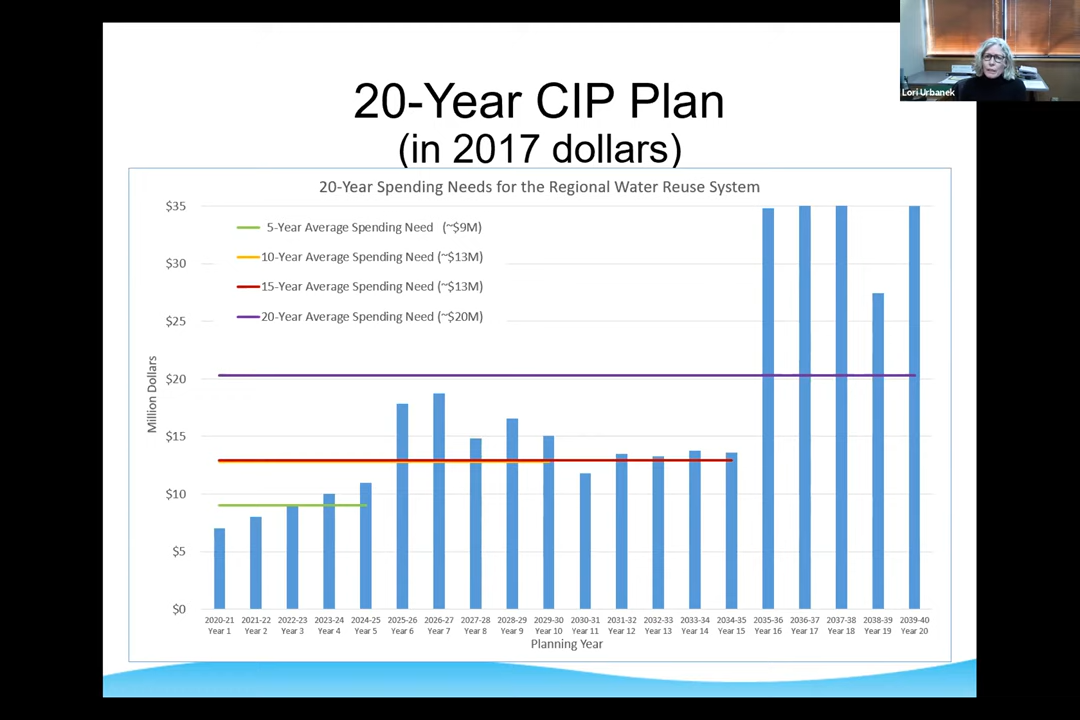 Lori Urbanek
20-Year CIP Plan
(in 2017 dollars)
20-Year Spending Needs for the Regional Water Reuse System
$35
$30
$25
$20
$15
$10
$5
$0
Million Dollars
5-Year Average Spending Need (~$9M)
10-Year Average Spending Need (~$13M)
15-Year Average Spending Need (~$13M)
20-Year Average Spending Need (~$20M)
2020-21 2021-22 2022-23 2023-24 2024-25 2025-26 2026-27 2027-28 2028-29 2029-30 2030-31 2031-32 2032-33 2033-34 2034-35 2035-36 2036-37 2037-38 2038-39 2039-40
Year 1 Year 2 Year 3 Year 4 Year 5 Year 6 Year 7 Year 8 Year 9 Year 10 Year 11 Year 12 Year 13 Year 14 Year 15 Year 16 Year 17 Year 18 Year 19 Year 20
Planning Year